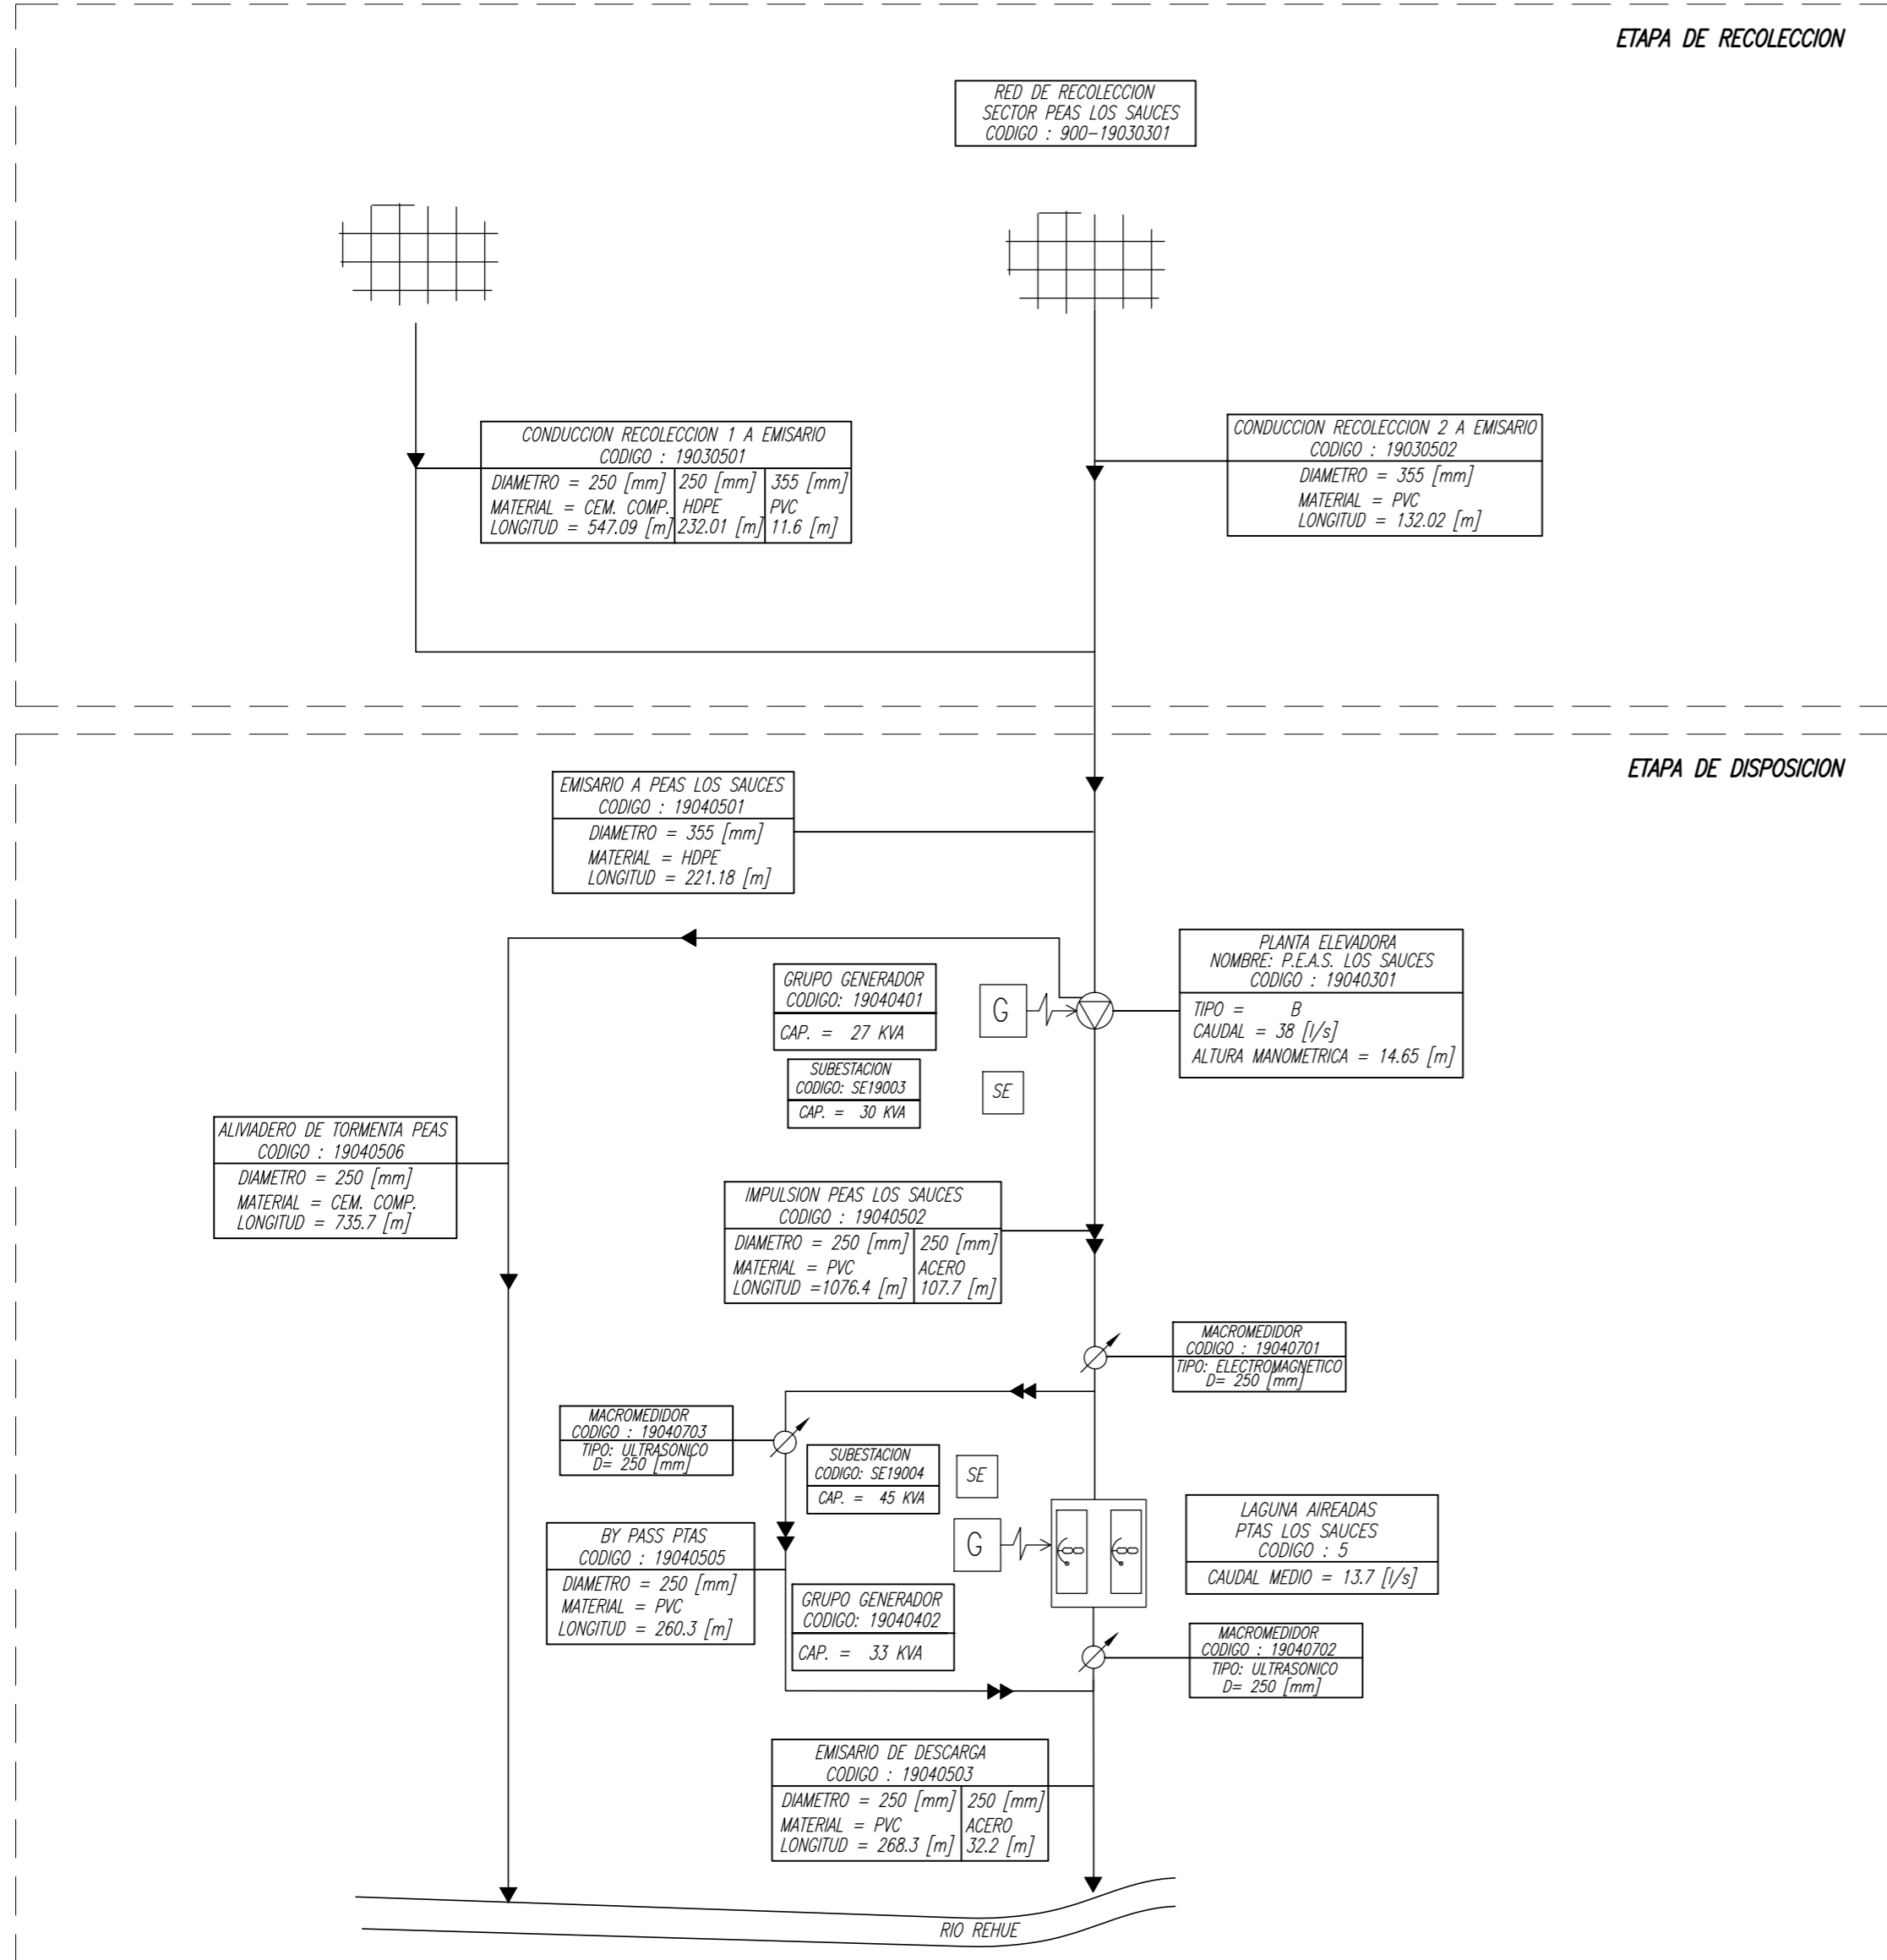 ETAPA DE RECOLECCION
RED DE RECOLECCION
SECTOR PEAS LOS SAUCES
CODIGO : 900-19030301
CONDUCCION RECOLECCION 1 A EMISARIO
CODIGO : 19030501
DIAMETRO = 250 [mm] 250 [mm] 355 [mm]
MATERIAL = CEM. COMP. HDPE PVC
LONGITUD = 547.09 [m] 232.01 [m] 11.6 [m]
CONDUCCION RECOLECCION 2 A EMISARIO
CODIGO : 19030502
DIAMETRO = 355 [mm]
MATERIAL = PVC
LONGITUD = 132.02 [m]
ETAPA DE DISPOSICION
EMISARIO A PEAS LOS SAUCES
CODIGO : 19040501
DIAMETRO = 355 [mm]
MATERIAL = HDPE
LONGITUD = 221.18 [m]
PLANTA ELEVADORA
NOMBRE: P.E.A.S. LOS SAUCES
CODIGO : 19040301
TIPO = B
CAUDAL = 38 [l/s]
ALTURA MANOMETRICA = 14.65 [m]
GRUPO GENERADOR
CODIGO: 19040401
CAP. = 27 KVA
G
SUBESTACION
CODIGO: SE19003
CAP. = 30 KVA
SE
ALIVIADERO DE TORMENTA PEAS
CODIGO : 19040506
DIAMETRO = 250 [mm]
MATERIAL = CEM. COMP.
LONGITUD = 735.7 [m]
IMPULSION PEAS LOS SAUCES
CODIGO : 19040502
DIAMETRO = 250 [mm] 250 [mm]
MATERIAL = PVC ACERO
LONGITUD =1076.4 [m] 107.7 [m]
MACROMEDIDOR
CODIGO : 19040701
TIPO: ELECTROMAGNETICO
D= 250 [mm]
MACROMEDIDOR
CODIGO : 19040703
TIPO: ULTRASONICO
D= 250 [mm]
SUBESTACION
CODIGO: SE19004
CAP. = 45 KVA
SE
G
LAGUNA AIREADAS
PTAS LOS SAUCES
CODIGO : 5
CAUDAL MEDIO = 13.7 [l/s]
BY PASS PTAS
CODIGO : 19040505
DIAMETRO = 250 [mm]
MATERIAL = PVC
LONGITUD = 260.3 [m]
GRUPO GENERADOR
CODIGO: 19040402
CAP. = 33 KVA
MACROMEDIDOR
CODIGO : 19040702
TIPO: ULTRASONICO
D= 250 [mm]
EMISARIO DE DESCARGA
CODIGO : 19040503
DIAMETRO = 250 [mm] 250 [mm]
MATERIAL = PVC ACERO
LONGITUD = 268.3 [m] 32.2 [m]
RIO REHUE